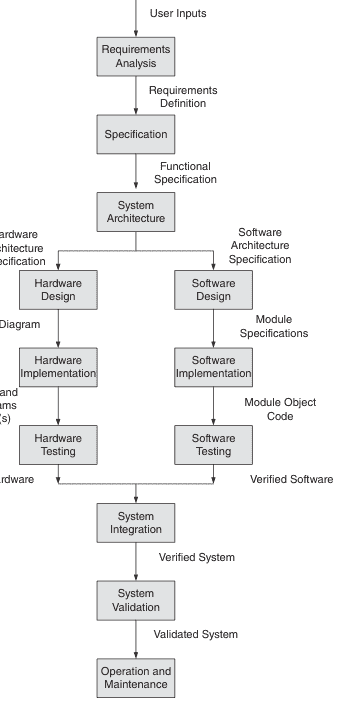 User Inputs
Requirements
Analysis
Requirements
Definition
Specification
Functional
Specification
System
Architecture
Software
Architecture
Specification
Hardware
Design
Software
Design
Diagram
Module
Specifications
Hardware
Implementation
Software
Implementation
and
Module Object
Code
Hardware
Testing
Software
Testing
Verified Software
System
Integration
Verified System
System
Validation
Validated System
Operation and
Maintenance